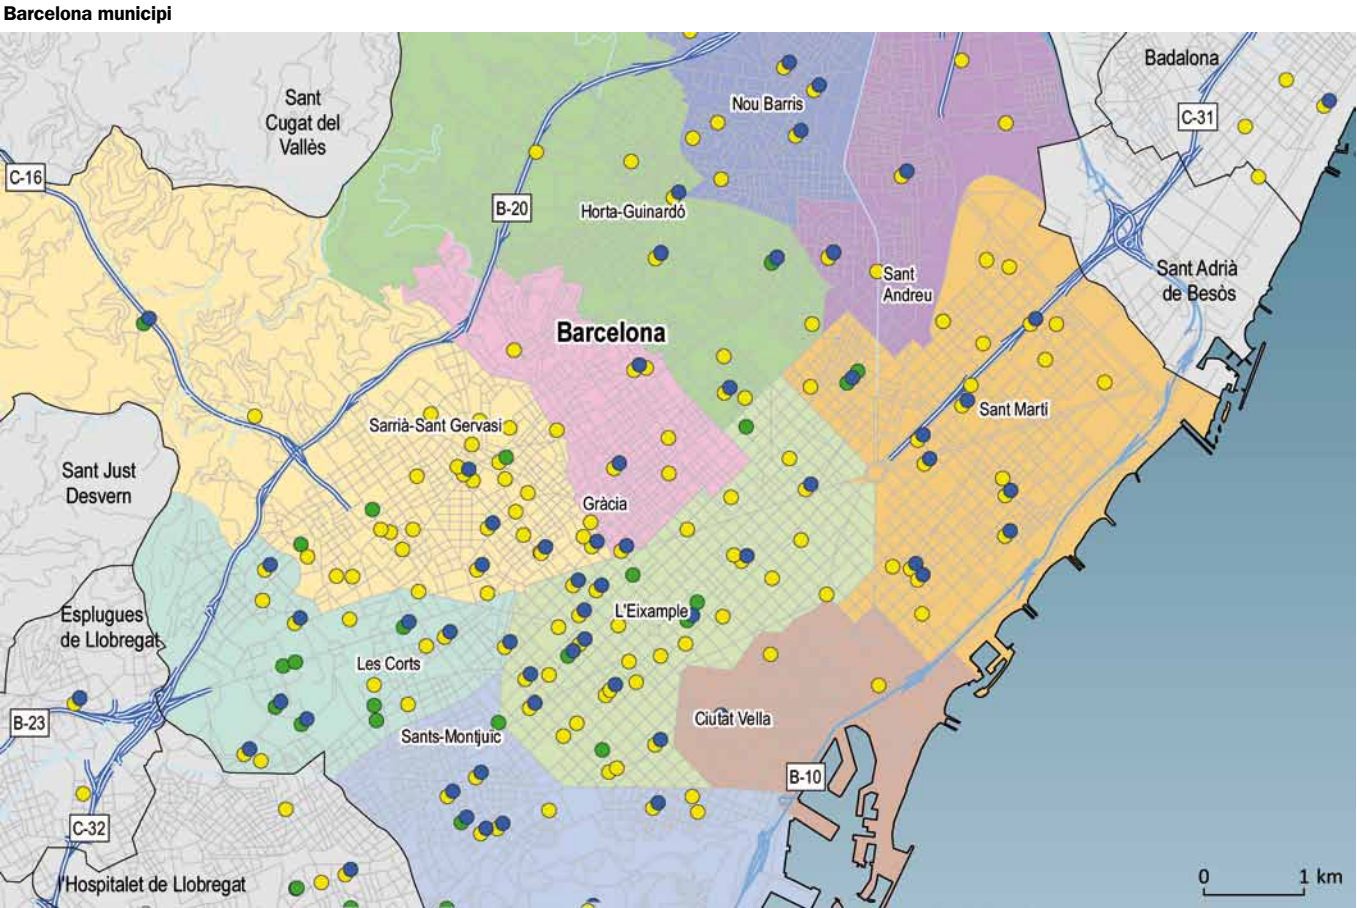 Barcelona municipi
Badalona
Sant
Cugat del
Vallès
Nou Barris
C-31
C-16
B-20
Horta-Guinardó
Sant
Andreu
Sant Adrià
de Besòs
Barcelona
Sarrià-Sant Gervasi
Sant Martí
Sant Just
Desvern
Gràcia
Esplugues
de Llobregat
L'Eixample
Les Corts
B-23
Sants-Montjuïc
Ciutat Vella
B-10
C-32
l'Hospitalet de Llobregat
0 1 km